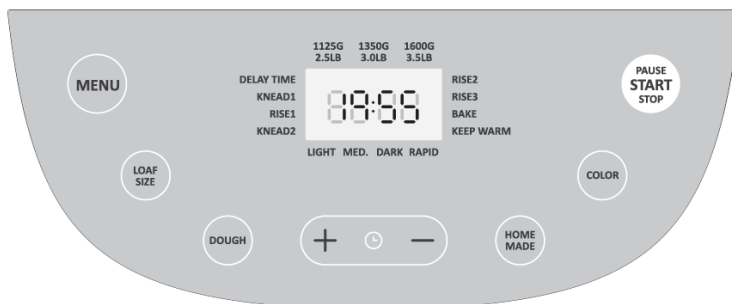 1125G 1350G 1600G
2.5LB 3.0LB 3.5LB
MENU
DELAY TIME
KNEAD1
RISE1
KNEAD2
19:55
RISE2
RISE3
BAKE
KEEP WARM
LIGHT MED. DARK RAPID
PAUSE
START
STOP
LOAF
SIZE
COLOR
DOUGH
+ −
HOME
MADE